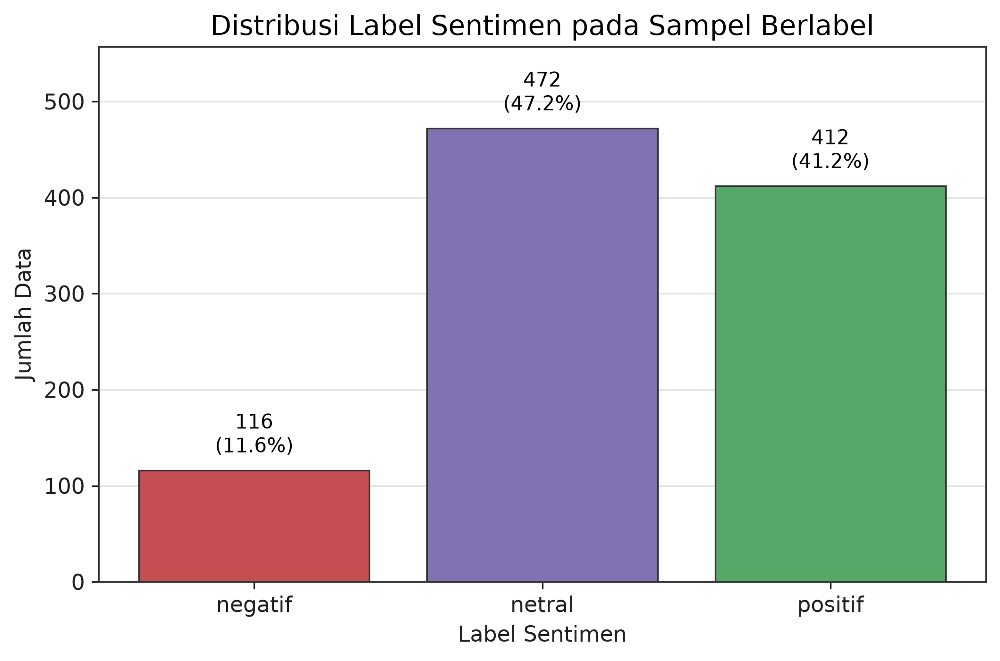 Distribusi Label Sentimen pada Sampel Berlabel
Jumlah Data
500
400
300
200
100
0
116
(11.6%)
472
(47.2%)
412
(41.2%)
negatif
netral
positif
Label Sentimen